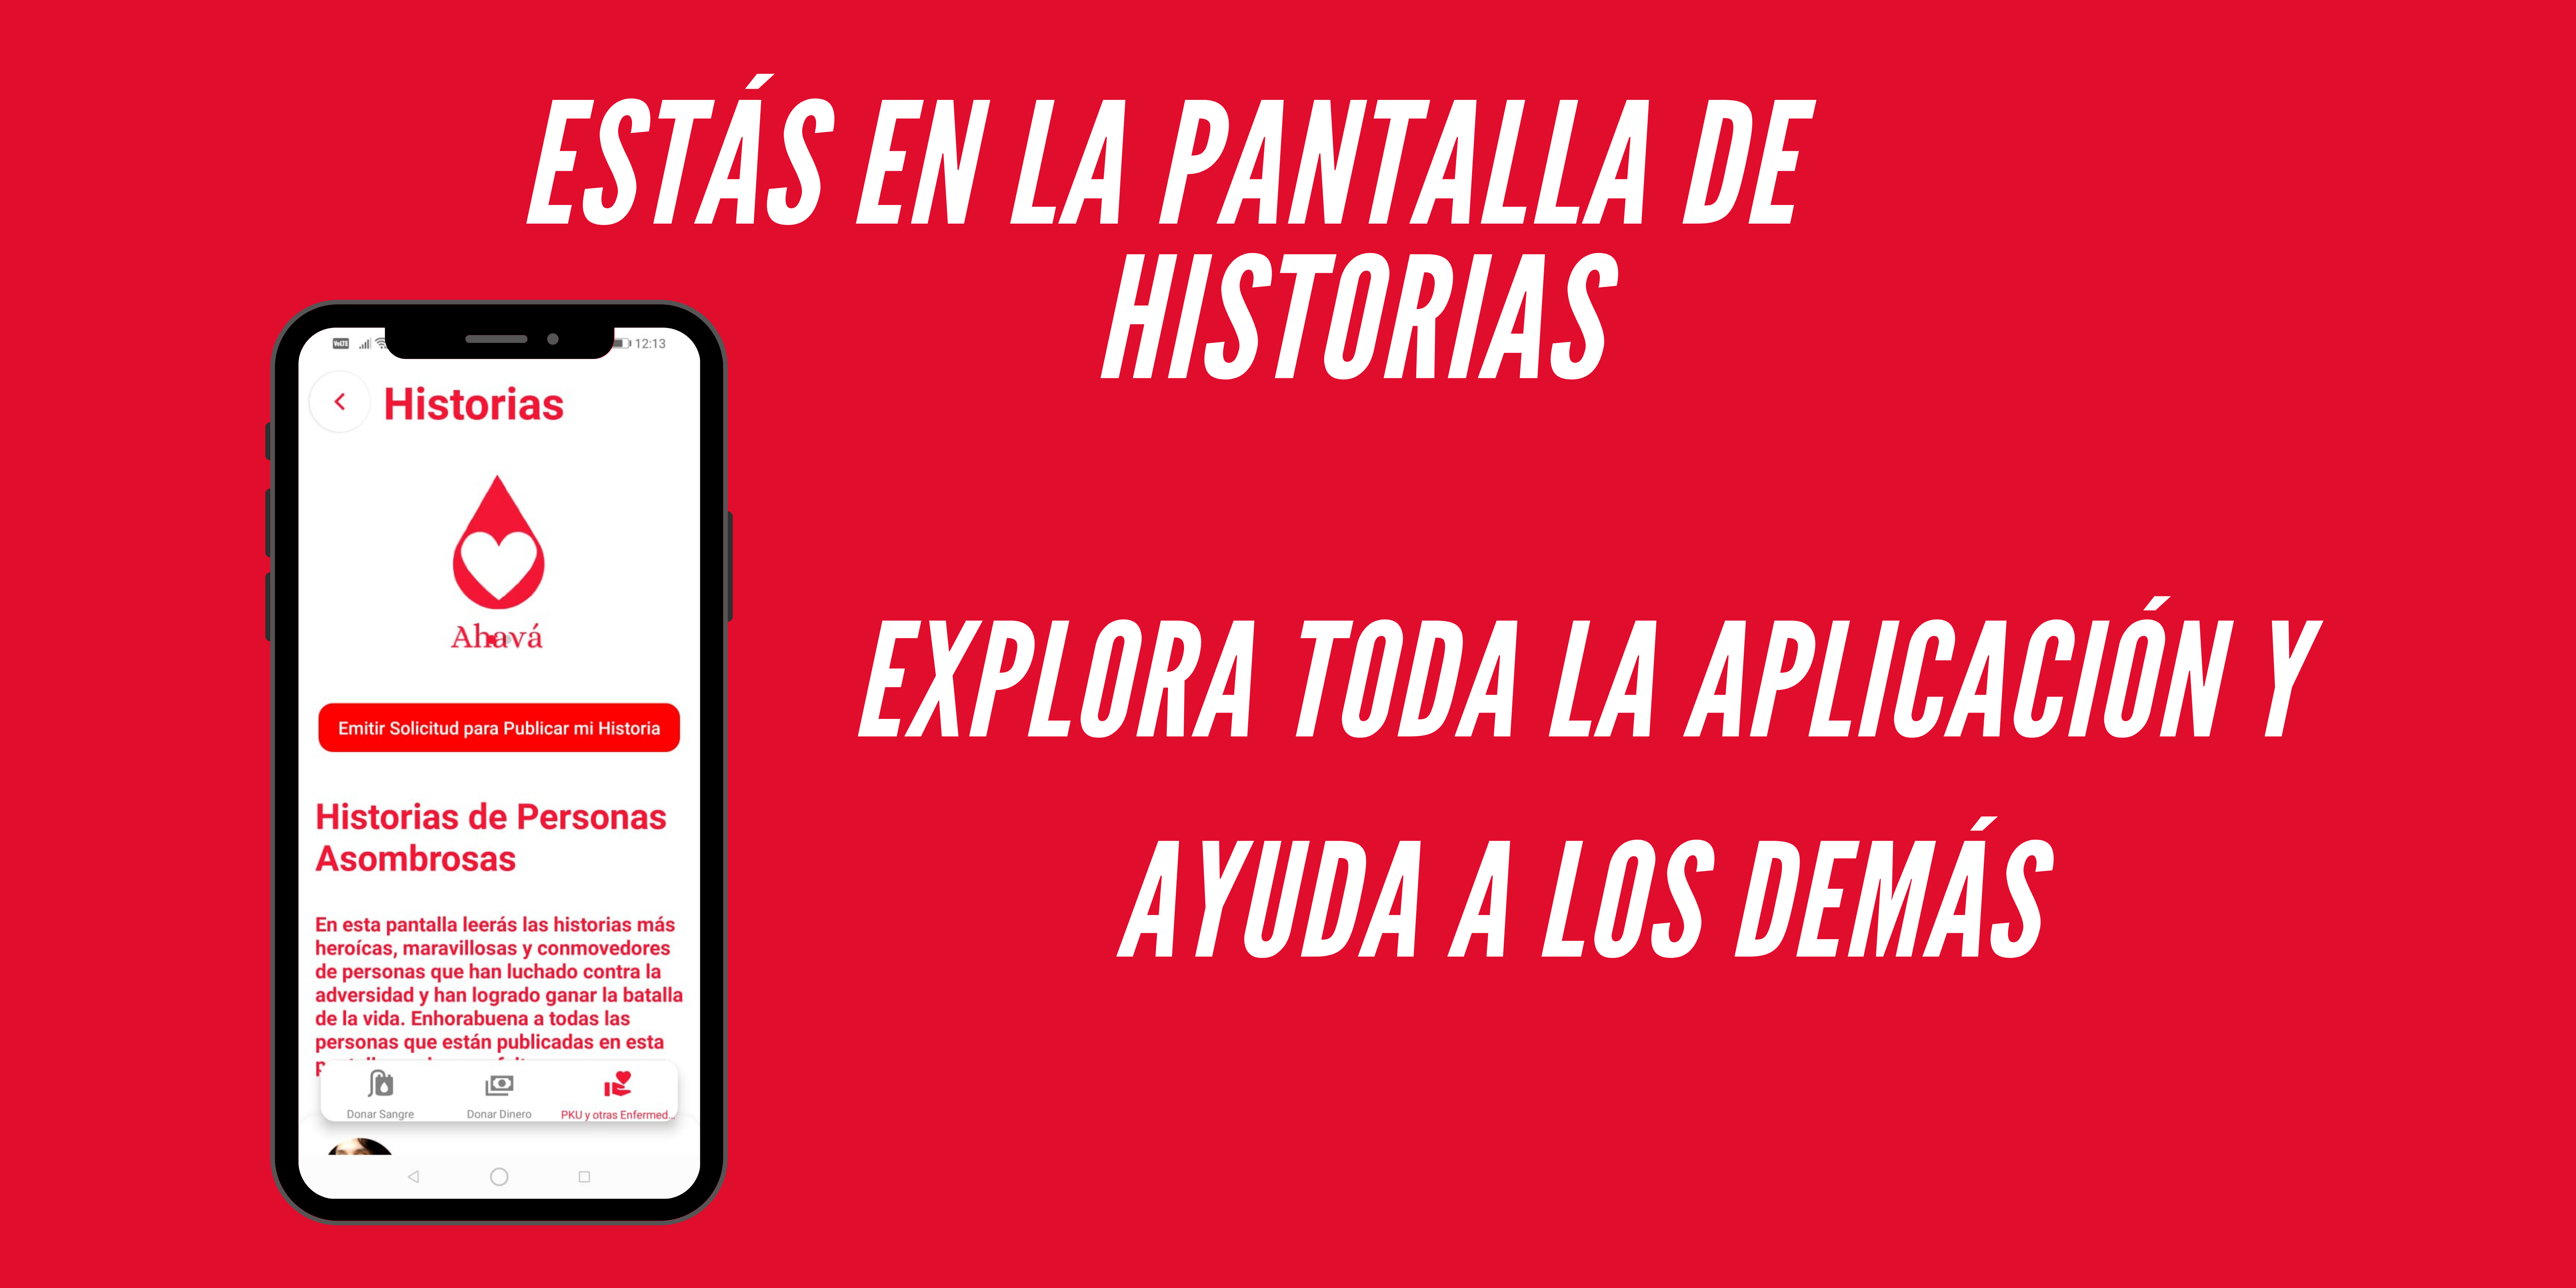 ESTÁS EN LA PANTALLA DE
HISTORIAS
VoLTE
12:13
Historias
Ahavá
Emitir Solicitud para Publicar mi Historia
Historias de Personas
Asombrosas
En esta pantalla leerás las historias más
heroícas, maravillosas y conmovedores
de personas que han luchado contra la
adversidad y han logrado ganar la batalla
de la vida. Enhorabuena a todas las
personas que están publicadas en esta
Donar Sangre
Donar Dinero
PKU y otras Enfermed...
EXPLORA TODA LA APLICACIÓN Y
AYUDA A LOS DEMÁS